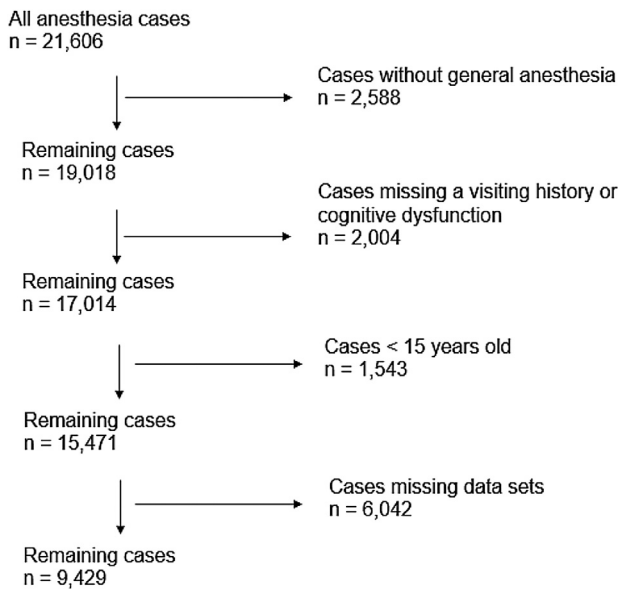 All anesthesia cases
n = 21,606
Cases without general anesthesia
n = 2,588
Remaining cases
n = 19,018
Cases missing a visiting history or
cognitive dysfunction
n = 2,004
Remaining cases
n = 17,014
Cases < 15 years old
n = 1,543
Remaining cases
n = 15,471
Cases missing data sets
n = 6,042
Remaining cases
n = 9,429